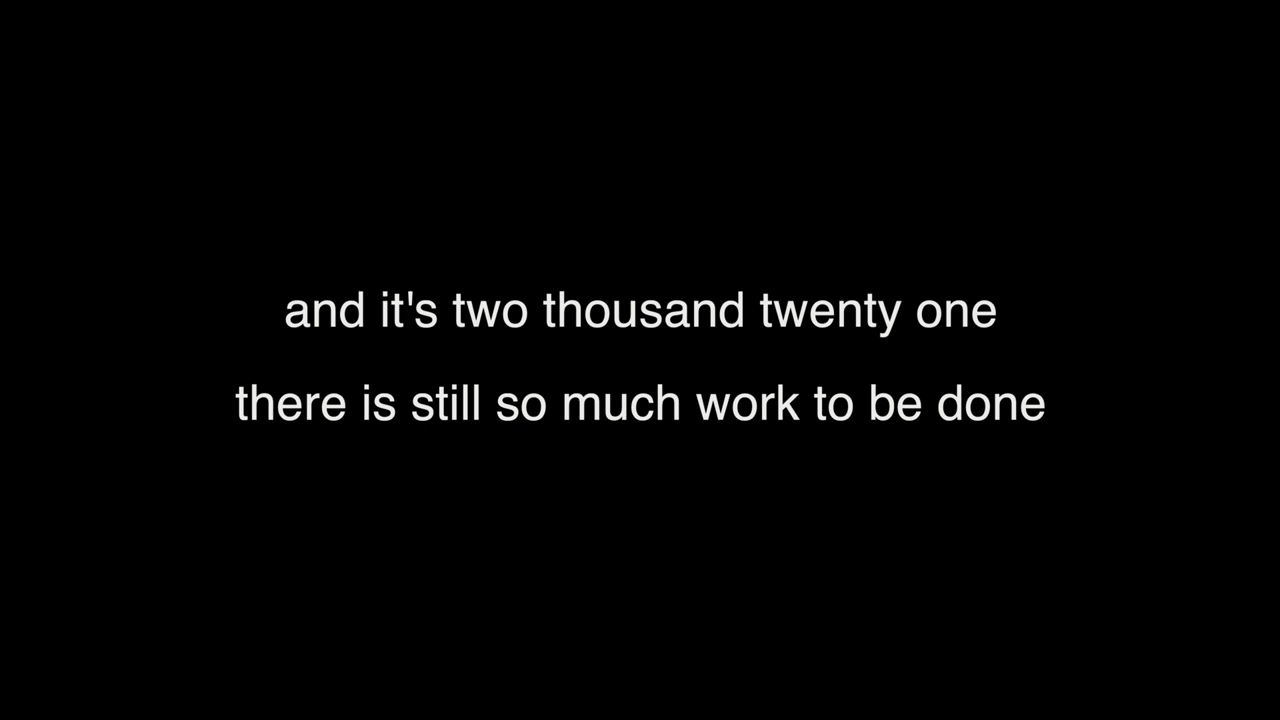 and it's two thousand twenty one
there is still so much work to be done